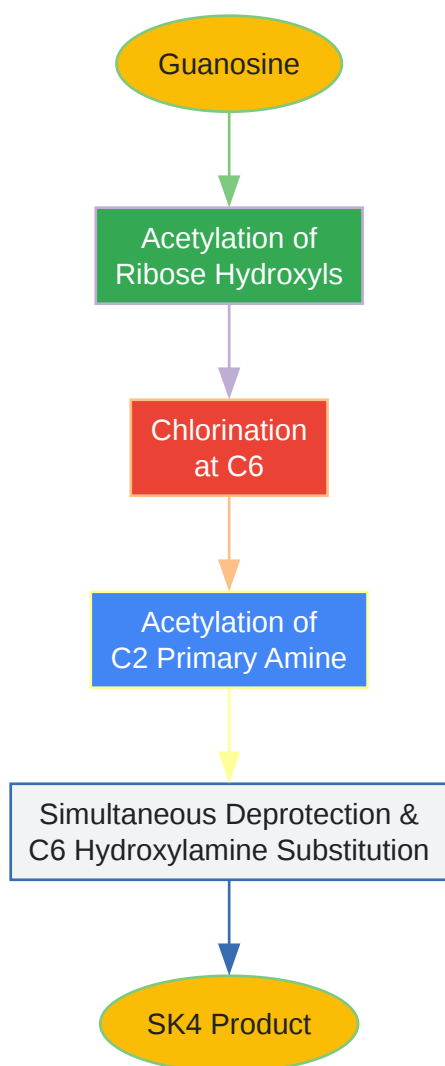 Guanosine
Acetylation of
Ribose Hydroxyls
Chlorination
at C6
Acetylation of
C2 Primary Amine
Simultaneous Deprotection &
C6 Hydroxylamine Substitution
SK4 Product